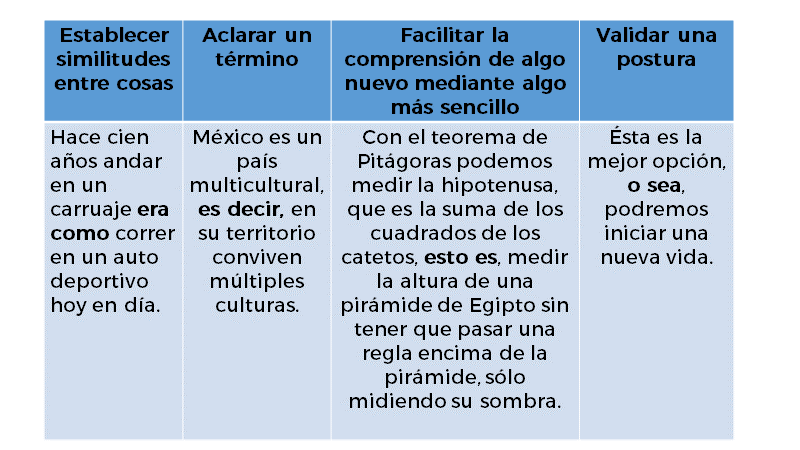 Establecer
similitudes
entre cosas
Aclarar un
término
Facilitar la
comprensión de algo
nuevo mediante algo
más sencillo
Validar una
postura
Hace cien
años andar
en un
carruaje era
como correr
en un auto
deportivo
hoy en día.
México es un
país
multicultural,
es decir, en
su territorio
conviven
múltiples
culturas.
Con el teorema de
Pitágoras podemos
medir la hipotenusa,
que es la suma de los
cuadrados de los
catetos, esto es, medir
la altura de una
pirámide de Egipto sin
tener que pasar una
regla encima de la
pirámide, sólo
midiendo su sombra.
Ésta es la
mejor opción,
o sea,
podremos
iniciar una
nueva vida.